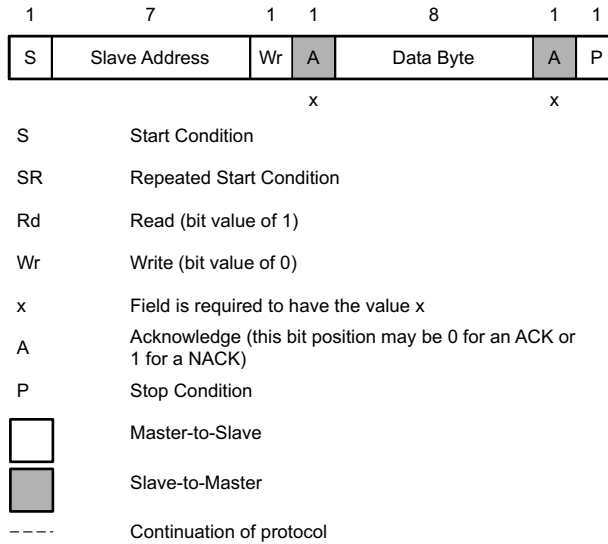 1 7 1 1 8 1 1
S Slave Address Wr A Data Byte A P
x x
S Start Condition
SR Repeated Start Condition
Rd Read (bit value of 1)
Wr Write (bit value of 0)
x Field is required to have the value x
A Acknowledge (this bit position may be 0 for an ACK or
1 for a NACK)
P Stop Condition
Master-to-Slave
Slave-to-Master
Continuation of protocol